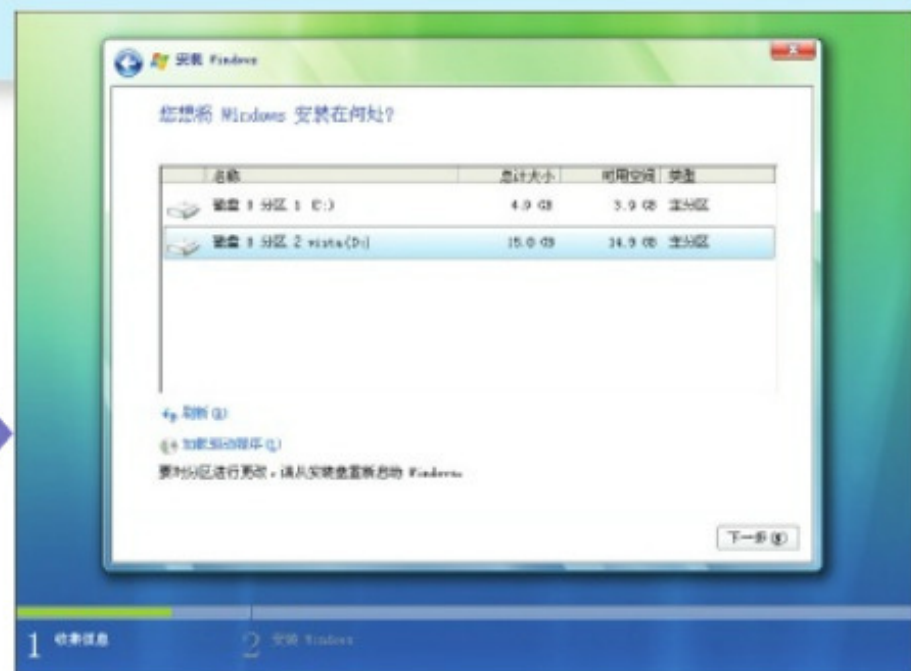 安装 Windows
您想将 Windows 安装在何处?
名称 总计大小 可用空间 类型
磁盘 0 分区 1 (C:) 4.9 GB 3.9 GB 主分区
磁盘 0 分区 2 vista(D:) 15.0 GB 14.9 GB 主分区
刷新(R)
加载驱动程序(L)
要对分区进行更改，请从安装盘重新启动 Windows。
下一步(N)
1 收集信息
2 安装 Windows